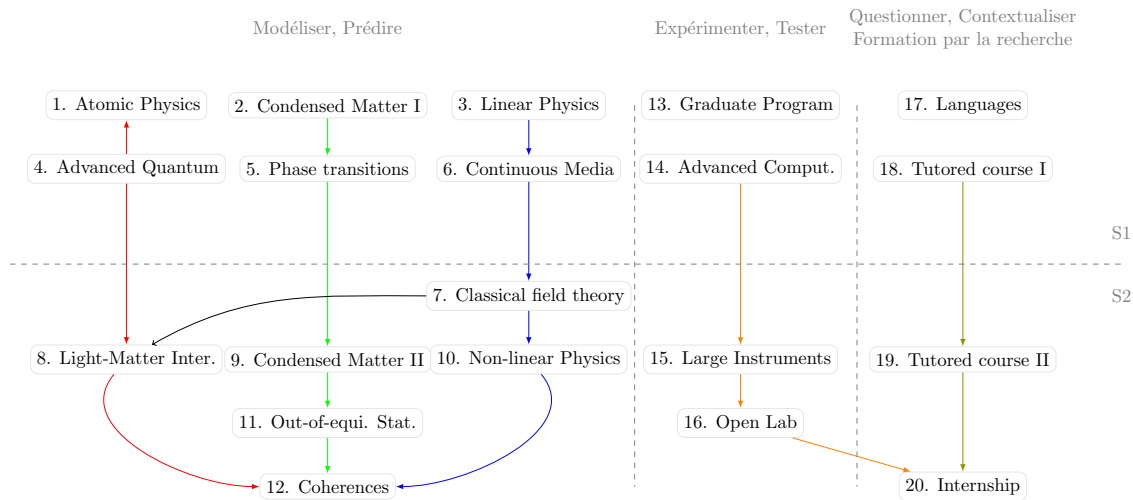 Modéliser, Prédire
Expérimenter, Tester
Questionner, Contextualiser
Formation par la recherche
1. Atomic Physics
2. Condensed Matter I
3. Linear Physics
13. Graduate Program
17. Languages
4. Advanced Quantum
5. Phase transitions
6. Continuous Media
14. Advanced Comput.
18. Tutored course I
S1
7. Classical field theory
S2
8. Light-Matter Inter.
9. Condensed Matter II
10. Non-linear Physics
15. Large Instruments
19. Tutored course II
11. Out-of-equi. Stat.
16. Open Lab
12. Coherences
20. Internship